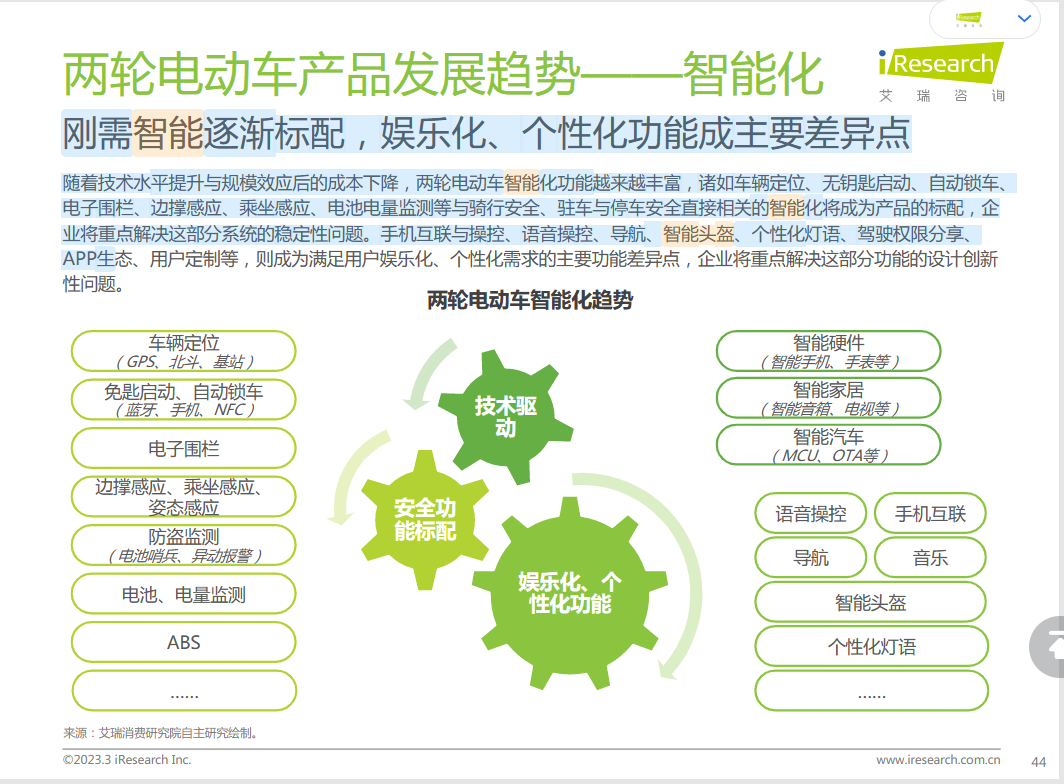 iResearch
两轮电动车产品发展趋势——智能化
iResearch
艾 瑞 咨 询
刚需智能逐渐标配，娱乐化、个性化功能成主要差异点
随着技术水平提升与规模效应后的成本下降，两轮电动车智能化功能越来越丰富，诸如车辆定位、无钥匙启动、自动锁车、
电子围栏、边撑感应、乘坐感应、电池电量监测等与骑行安全、驻车与停车安全直接相关的智能化将成为产品的标配，企
业将重点解决这部分系统的稳定性问题。手机互联与操控、语音操控、导航、智能头盔、个性化灯语、驾驶权限分享、
APP生态、用户定制等，则成为满足用户娱乐化、个性化需求的主要功能差异点，企业将重点解决这部分功能的设计创新
性问题。
两轮电动车智能化趋势
车辆定位
（GPS、北斗、基站）
免匙启动、自动锁车
（蓝牙、手机、NFC）
电子围栏
边撑感应、乘坐感应、
姿态感应
防盗监测
（电池哨兵、异动报警）
电池、电量监测
ABS
......
技术驱
动
安全功
能标配
娱乐化、个
性化功能
智能硬件
（智能手机、手表等）
智能家居
（智能音箱、电视等）
智能汽车
（MCU、OTA等）
语音操控
手机互联
导航
音乐
智能头盔
个性化灯语
......
来源：艾瑞消费研究院自主研究绘制。
©2023.3 iResearch Inc.
www.iresearch.com.cn
44